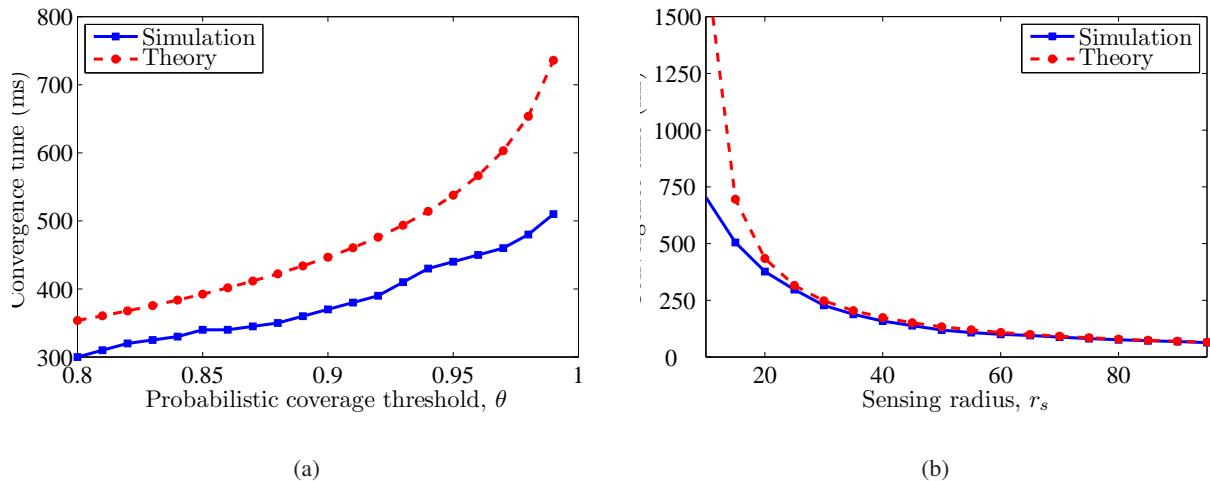 800
700
600
500
400
300
Convergence time (ms)
Simulation
Theory
0.8 0.85 0.9 0.95 1
Probabilistic coverage threshold, θ
(a)
1500
1250
1000
750
500
250
0
Simulation
Theory
20 40 60 80
Sensing radius, r_s
(b)